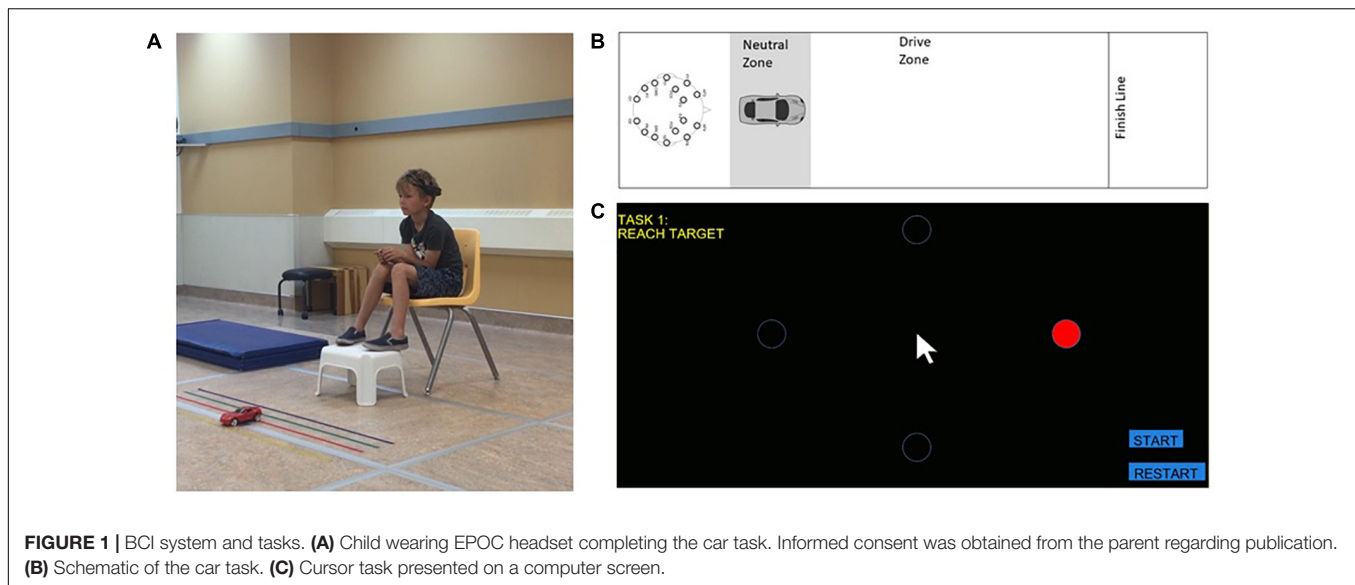 A
B
Neutral
Zone
Drive
Zone
Finish Line
C
TASK 1:
REACH TARGET
START
RESTART
FIGURE 1 | BCI system and tasks. (A) Child wearing EPOC headset completing the car task. Informed consent was obtained from the parent regarding publication.
(B) Schematic of the car task. (C) Cursor task presented on a computer screen.